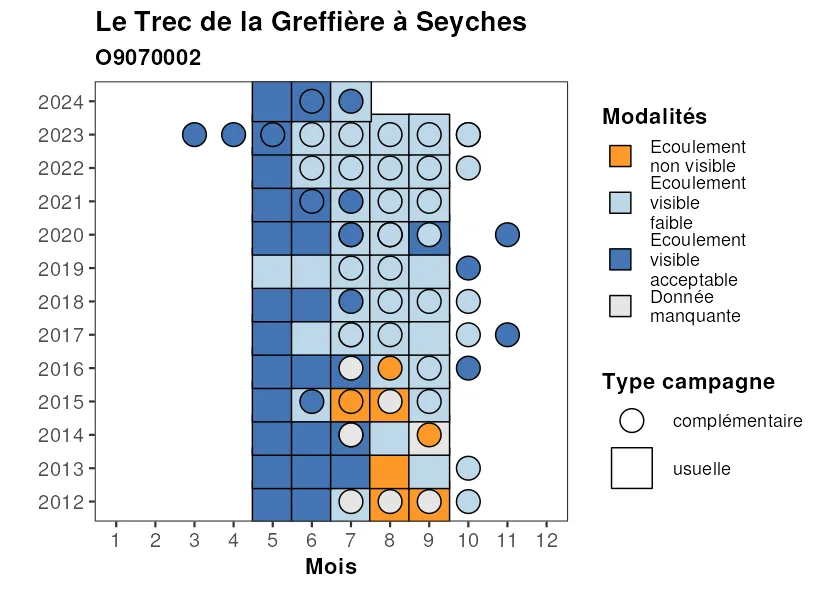 Le Trec de la Greffière à Seyches
O9070002
2024
2023
2022
2021
2020
2019
2018
2017
2016
2015
2014
2013
2012
1 2 3 4 5 6 7 8 9 10 11 12
Mois
Modalités
Ecoulement
non visible
Ecoulement
visible
faible
Ecoulement
visible
acceptable
Donnée
manquante
Type campagne
complémentaire
usuelle